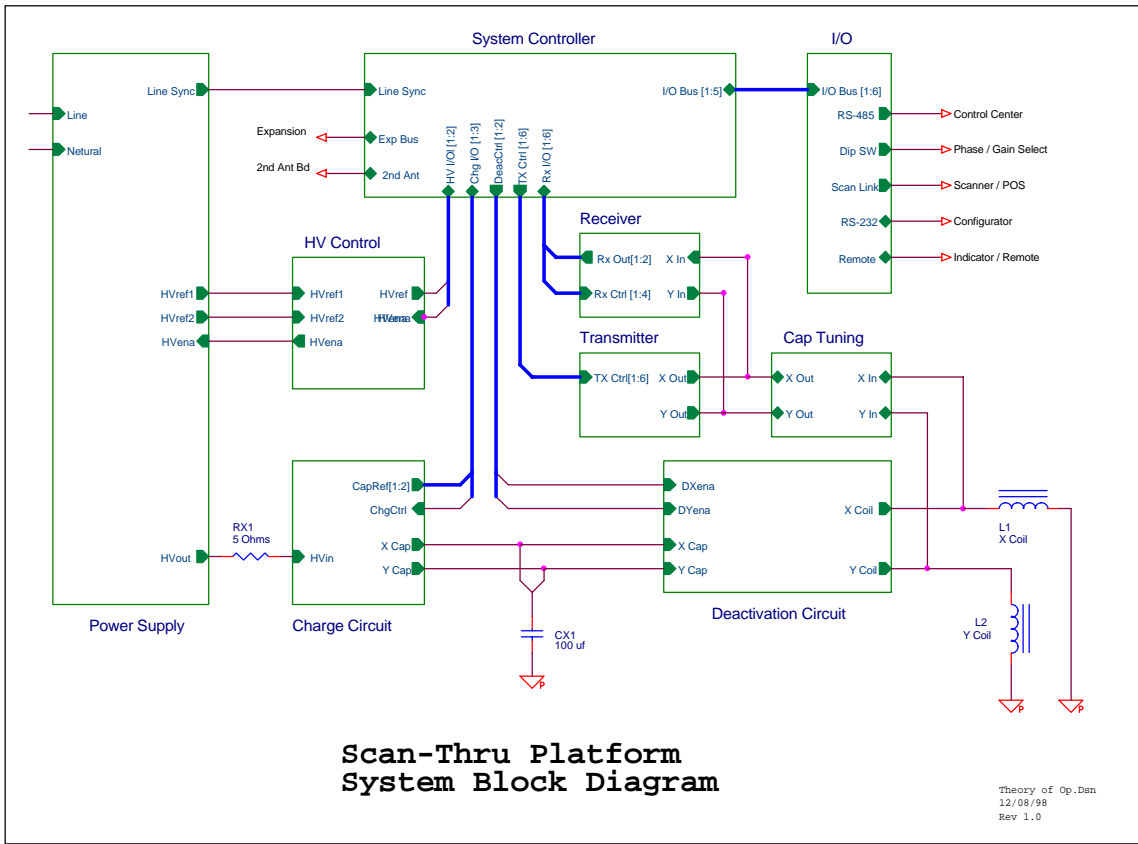 System Controller
I/O
Line Sync
Line Sync
I/O Bus [1:5]
I/O Bus [1:6]
Line
RS-485
Control Center
Expansion
Exp Bus
Netural
Dip SW
Phase / Gain Select
2nd Ant Bd
2nd Ant
HV I/OI [1:2]
Chg I/O [1:3]
DeacCtrl [1:2]
TX Ctrl [1:6]
Rx I/O [1:6]
Scan Link
Scanner / POS
RS-232
Configurator
Remote
Indicator / Remote
Receiver
Rx Out[1:2]
X In
Rx Ctrl [1:4]
Y In
HV Control
HVref1
HVref1
HVref
HVref2
HVref2
HVena
HVena
HVena
Transmitter
TX Ctrl[1:6]
X Out
Y Out
Cap Tuning
X Out
X In
Y Out
Y In
CapRef[1:2]
ChgCtrl
X Cap
Y Cap
HVin
DXena
DYena
X Cap
Y Cap
X Coil
Y Coil
RX1
5 Ohms
HVout
L1
X Coil
L2
Y Coil
Power Supply
Charge Circuit
Deactivation Circuit
CX1
100 uf
P
P
P
Scan-Thru Platform
System Block Diagram
Theory of Op.Dsn
12/08/98
Rev 1.0